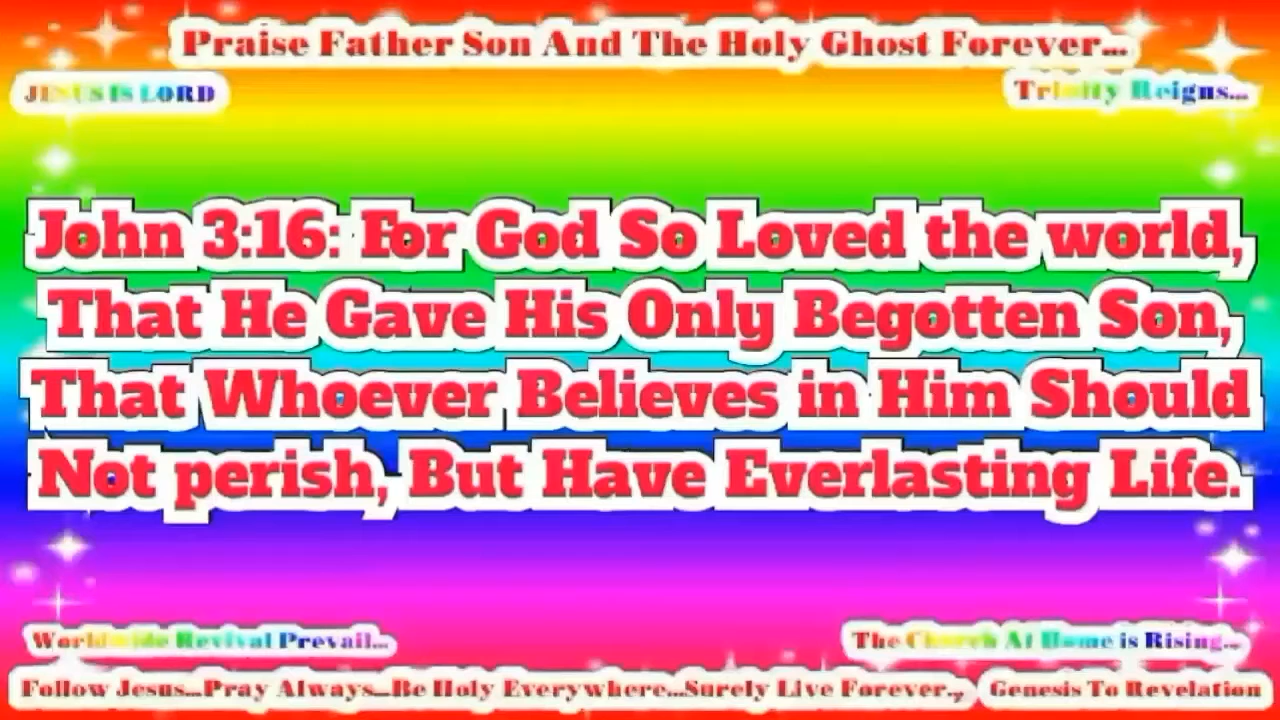 Praise Father Son And The Holy Ghost Forever...
JESUS IS LORD
Trinity Reigns...
John 3:16: For God So Loved the world,
That He Gave His Only Begotten Son,
That Whoever Believes in Him Should
Not perish, But Have Everlasting Life.
Worldwide Revival Prevail...
The Church At Home is Rising...
Follow Jesus...Pray Always...Be Holy Everywhere...Surely Live Forever.,
Genesis To Revelation